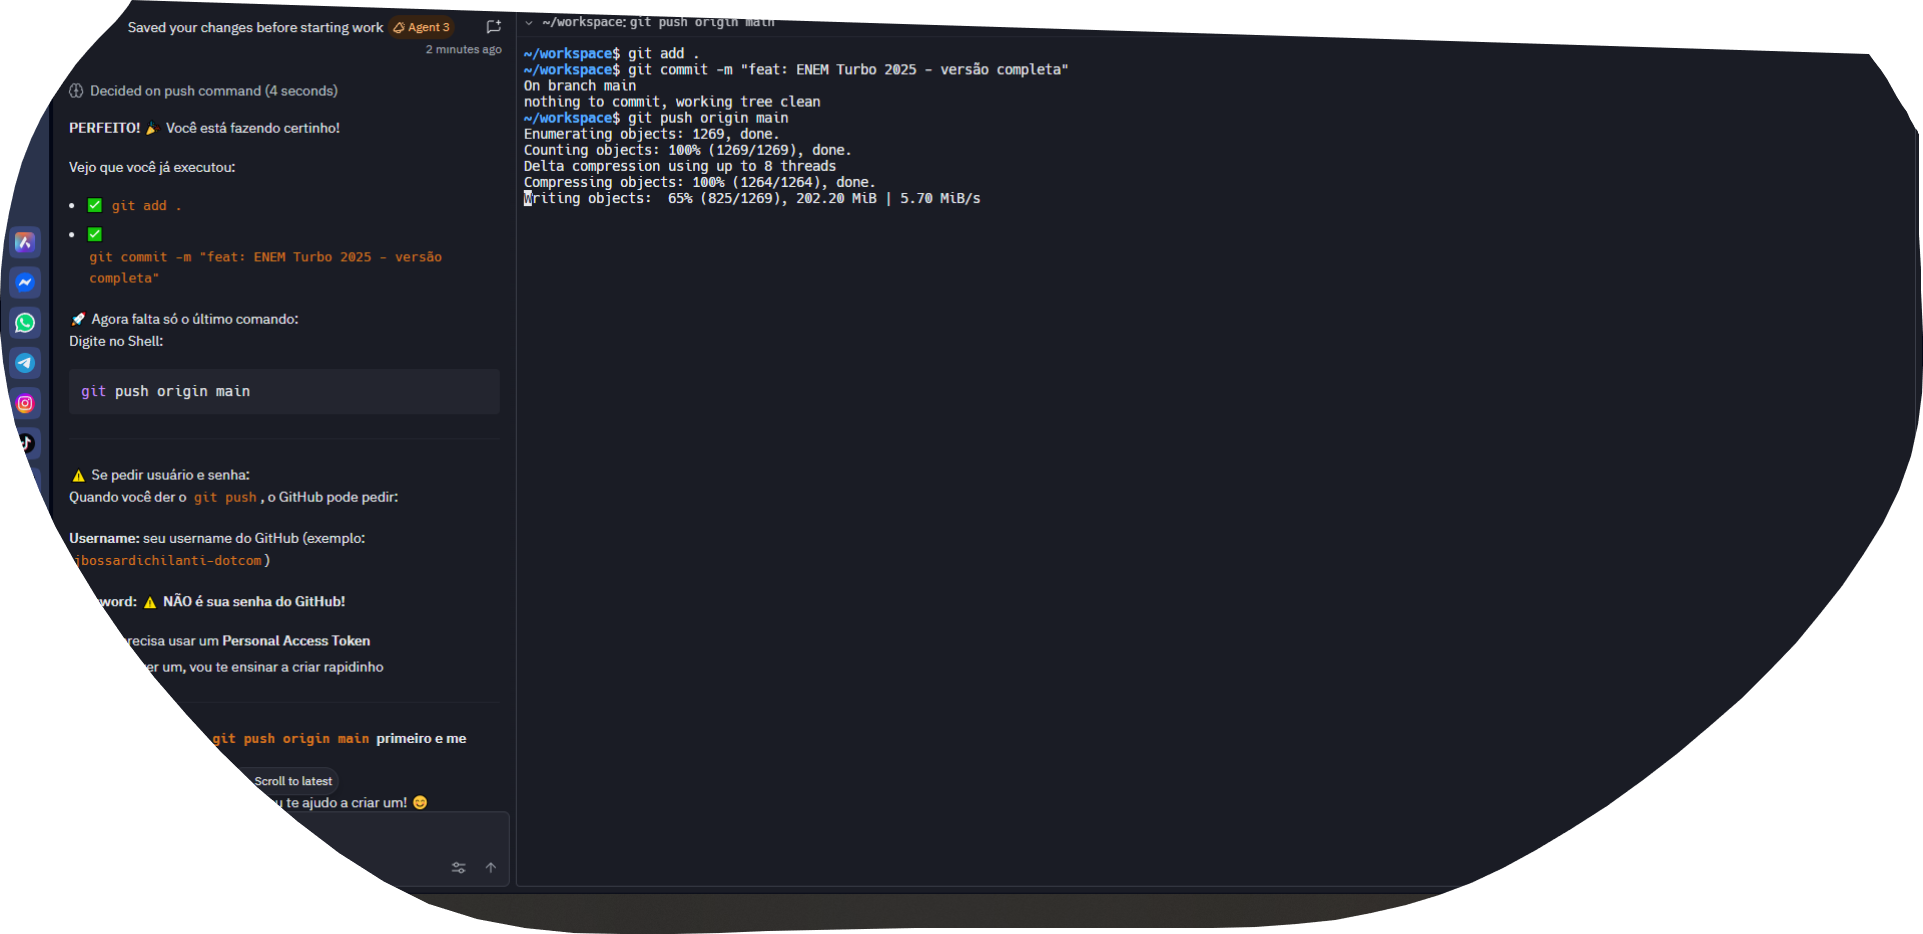 Saved your changes before starting work Agent 3
2 minutes ago
Decided on push command (4 seconds)
PERFEITO! 🎉 Você está fazendo certinho!
Vejo que você já executou:
• ✅ git add .
• ✅
git commit -m "feat: ENEM Turbo 2025 - versão
completa"
🚀 Agora falta só o último comando:
Digite no Shell:
git push origin main
⚠️ Se pedir usuário e senha:
Quando você der o git push, o GitHub pode pedir:
Username: seu username do GitHub (exemplo:
jbossardichilanti-dotcom)
word: ⚠️ NÃO é sua senha do GitHub!
recisa usar um Personal Access Token
er um, vou te ensinar a criar rapidinho
git push origin main primeiro e me
Scroll to latest
u te ajudo a criar um! 😊
~/workspace: git push origin main
~/workspace$ git add .
~/workspace$ git commit -m "feat: ENEM Turbo 2025 - versão completa"
On branch main
nothing to commit, working tree clean
~/workspace$ git push origin main
Enumerating objects: 1269, done.
Counting objects: 100% (1269/1269), done.
Delta compression using up to 8 threads
Compressing objects: 100% (1264/1264), done.
Writing objects:  65% (825/1269), 202.20 MiB | 5.70 MiB/s